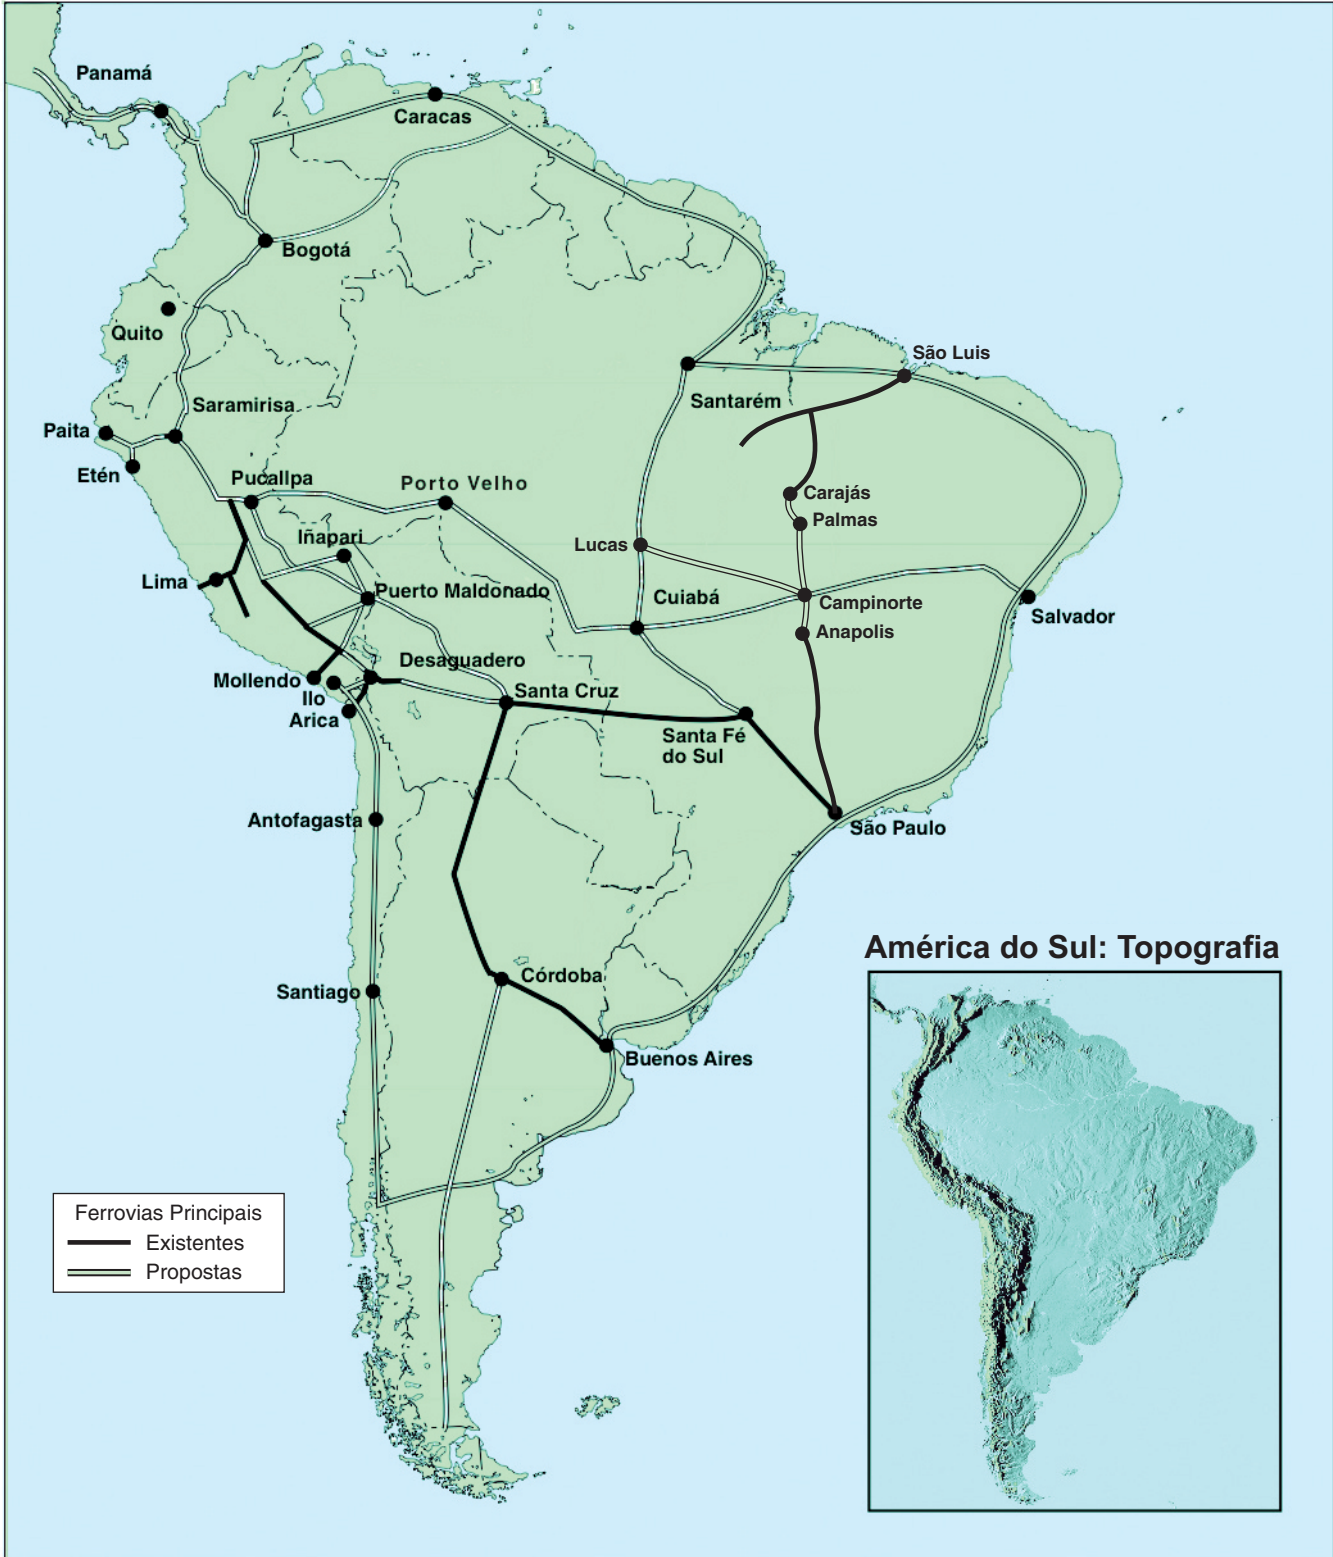 Panamá
Caracas
Bogotá
Quito
São Luis
Santarém
Saramirisa
Paita
Etén
Pucallpa
Porto Velho
Carajás
Palmas
Iñapari
Lucas
Lima
Puerto Maldonado
Cuiabá
Campinorte
Salvador
Anapolis
Desaguadero
Mollendo
Ilo
Arica
Santa Cruz
Santa Fé
do Sul
Antofagasta
São Paulo
América do Sul: Topografia
Córdoba
Santiago
Buenos Aires
Ferrovias Principais
Existentes
Propostas